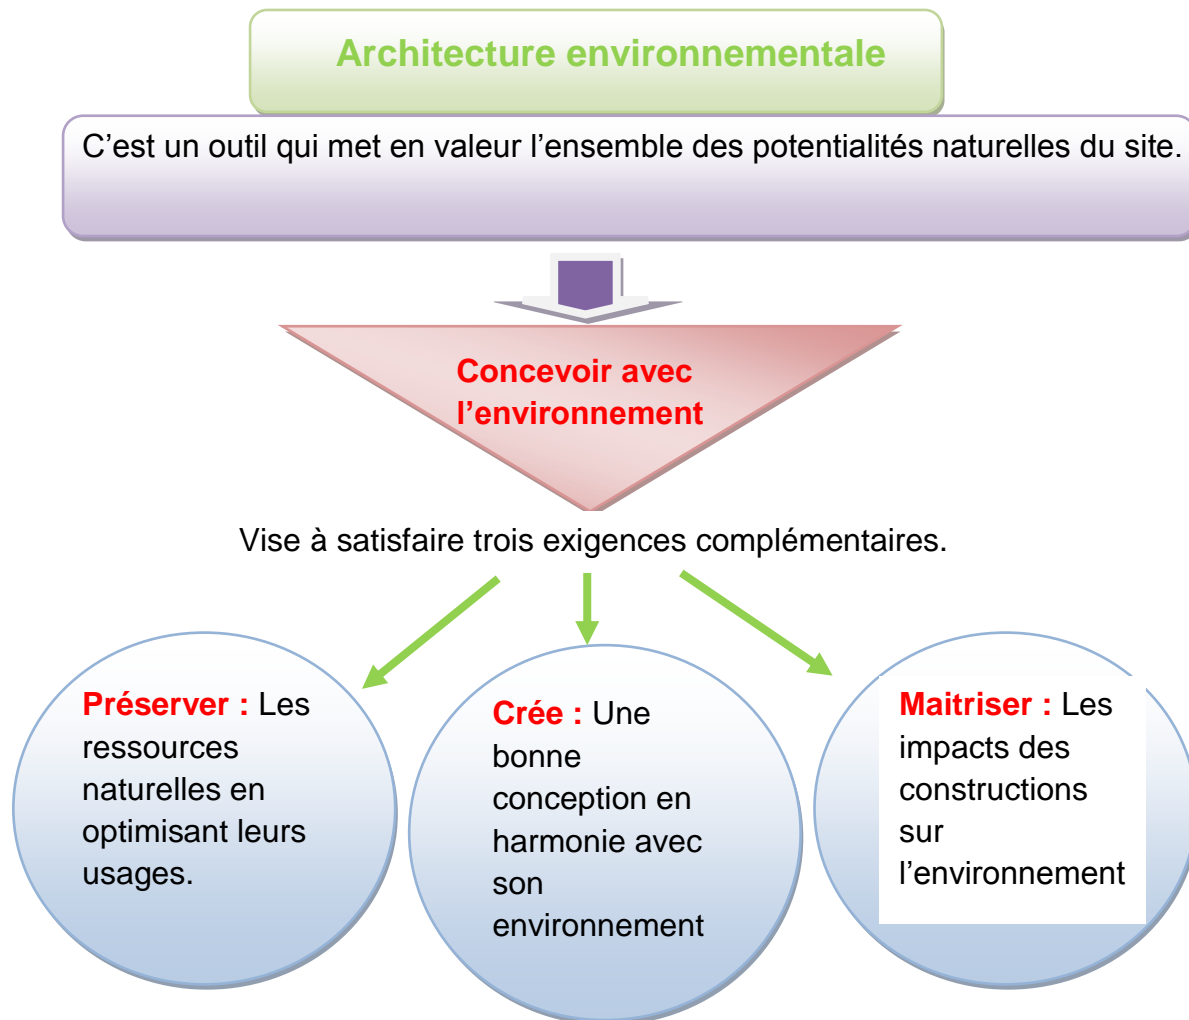 Architecture environnementale
C’est un outil qui met en valeur l’ensemble des potentialités naturelles du site.
Concevoir avec
l’environnement
Vise à satisfaire trois exigences complémentaires.
Préserver : Les
ressources
naturelles en
optimisant leurs
usages.
Crée : Une
bonne
conception en
harmonie avec
son
environnement
Maitriser : Les
impacts des
constructions
sur
l’environnement